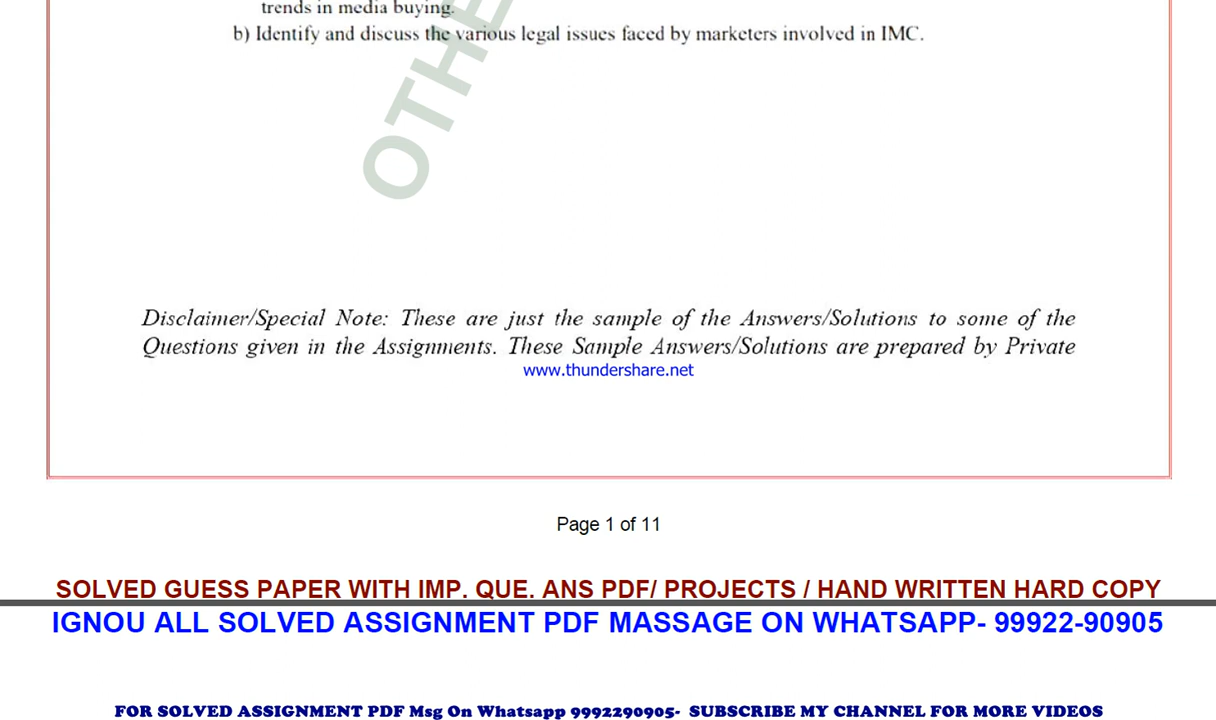 trends in media buying.
b) Identify and discuss the various legal issues faced by marketers involved in IMC.
OTHE
Disclaimer/Special Note: These are just the sample of the Answers/Solutions to some of the
Questions given in the Assignments. These Sample Answers/Solutions are prepared by Private
www.thundershare.net
Page 1 of 11
SOLVED GUESS PAPER WITH IMP. QUE. ANS PDF/ PROJECTS / HAND WRITTEN HARD COPY
IGNOU ALL SOLVED ASSIGNMENT PDF MASSAGE ON WHATSAPP- 99922-90905
FOR SOLVED ASSIGNMENT PDF Msg On Whatsapp 9992290905- SUBSCRIBE MY CHANNEL FOR MORE VIDEOS